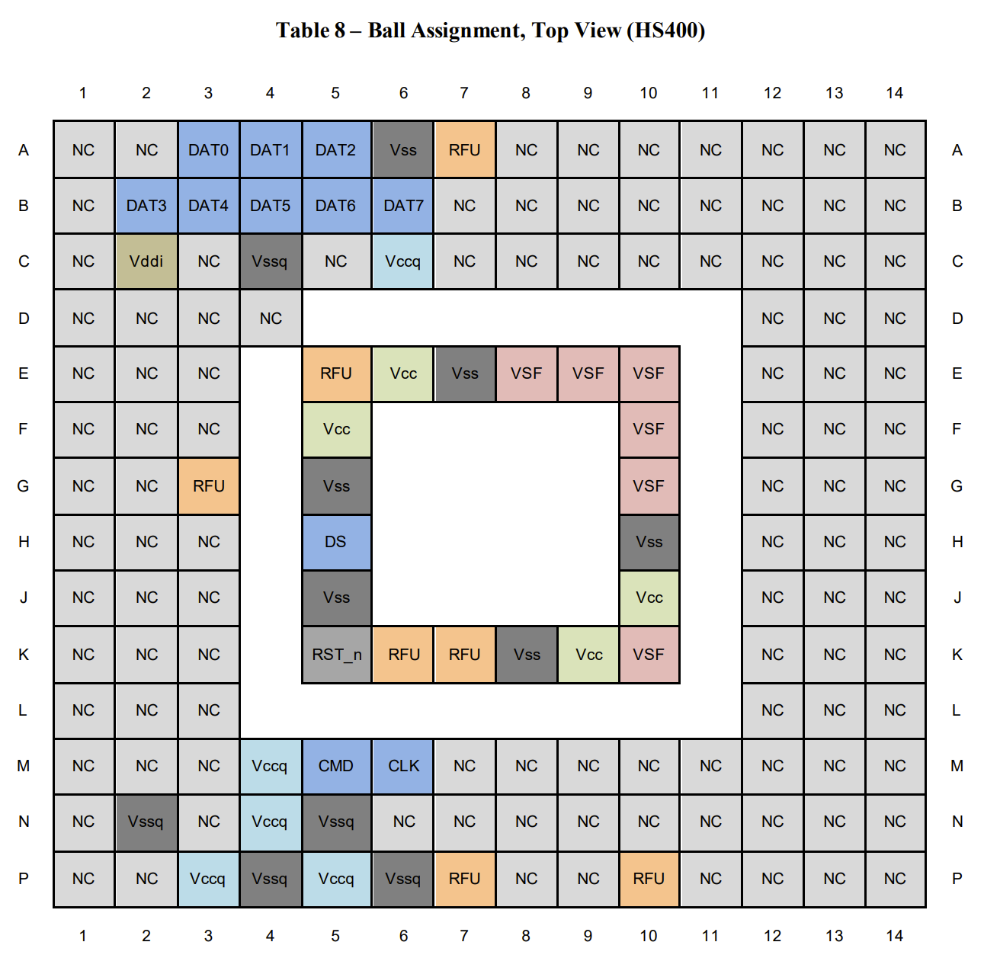 Table 8 – Ball Assignment, Top View (HS400)
1 2 3 4 5 6 7 8 9 10 11 12 13 14
A NC NC DAT0 DAT1 DAT2 Vss RFU NC NC NC NC NC NC NC A
B NC DAT3 DAT4 DAT5 DAT6 DAT7 NC NC NC NC NC NC NC NC B
C NC Vddi NC Vssq NC Vccq NC NC NC NC NC NC NC NC C
D NC NC NC NC NC NC NC D
E NC NC NC RFU Vcc Vss VSF VSF VSF NC NC NC E
F NC NC NC Vcc VSF NC NC NC F
G NC NC RFU Vss VSF NC NC NC G
H NC NC NC DS Vss NC NC NC H
J NC NC NC Vss Vcc NC NC NC J
K NC NC NC RST_n RFU RFU Vss Vcc VSF NC NC NC K
L NC NC NC NC NC NC L
M NC NC NC Vccq CMD CLK NC NC NC NC NC NC NC NC M
N NC Vssq NC Vccq Vssq NC NC NC NC NC NC NC NC NC N
P NC NC Vccq Vssq Vccq Vssq RFU NC NC RFU NC NC NC NC P
1 2 3 4 5 6 7 8 9 10 11 12 13 14